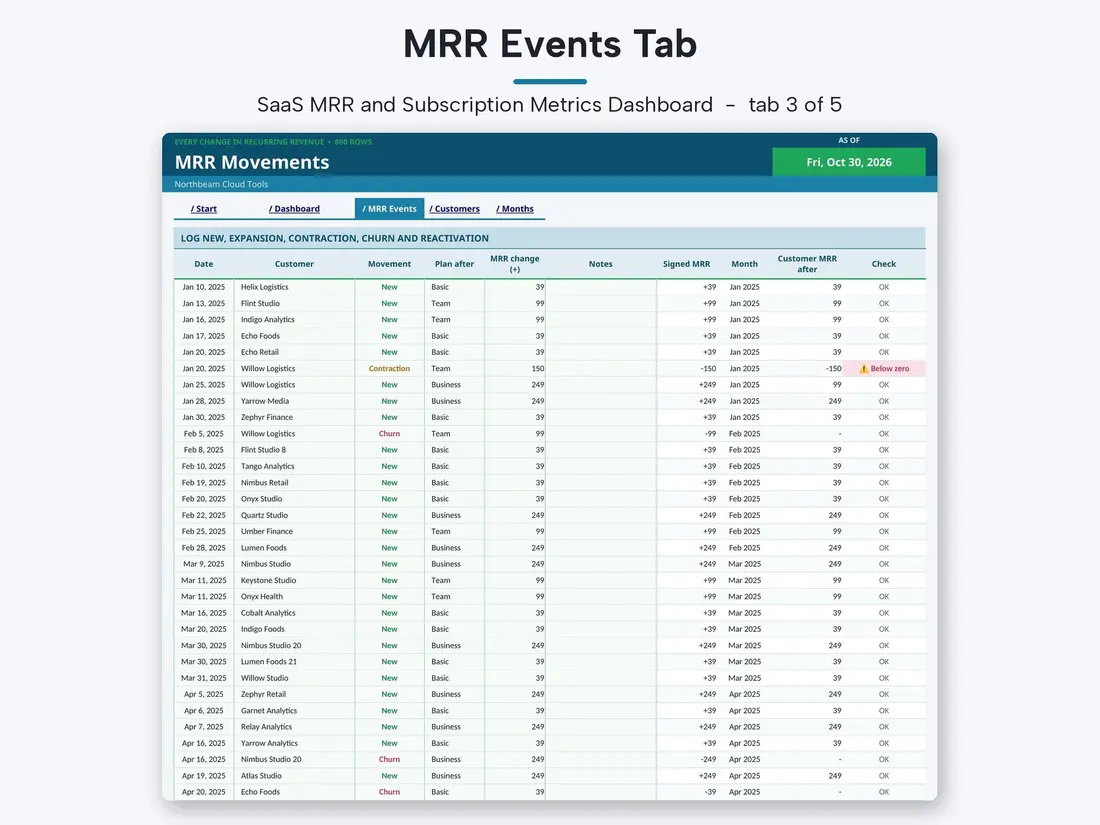 MRR Events Tab
SaaS MRR and Subscription Metrics Dashboard – tab 3 of 5
EVERY CHANGE IN RECURRING REVENUE • 800 ROWS
AS OF
MRR Movements
Fri, Oct 30, 2026
Northbeam Cloud Tools
/ Start / Dashboard / MRR Events / Customers / Months
LOG NEW, EXPANSION, CONTRACTION, CHURN AND REACTIVATION
Date Customer Movement Plan after MRR change (+) Notes Signed MRR Month Customer MRR after Check
Jan 10, 2025 Helix Logistics New Basic 39 +39 Jan 2025 39 OK
Jan 13, 2025 Flint Studio New Team 99 +99 Jan 2025 99 OK
Jan 16, 2025 Indigo Analytics New Team 99 +99 Jan 2025 99 OK
Jan 17, 2025 Echo Foods New Basic 39 +39 Jan 2025 39 OK
Jan 20, 2025 Echo Retail New Basic 39 +39 Jan 2025 39 OK
Jan 20, 2025 Willow Logistics Contraction Team 150 -150 Jan 2025 -150 ⚠ Below zero
Jan 25, 2025 Willow Logistics New Business 249 +249 Jan 2025 99 OK
Jan 28, 2025 Yarrow Media New Business 249 +249 Jan 2025 249 OK
Jan 30, 2025 Zephyr Finance New Basic 39 +39 Jan 2025 39 OK
Feb 5, 2025 Willow Logistics Churn Team 99 -99 Feb 2025 - OK
Feb 8, 2025 Flint Studio 8 New Basic 39 +39 Feb 2025 39 OK
Feb 10, 2025 Tango Analytics New Basic 39 +39 Feb 2025 39 OK
Feb 19, 2025 Nimbus Retail New Basic 39 +39 Feb 2025 39 OK
Feb 20, 2025 Onyx Studio New Basic 39 +39 Feb 2025 39 OK
Feb 22, 2025 Quartz Studio New Business 249 +249 Feb 2025 249 OK
Feb 25, 2025 Umber Finance New Team 99 +99 Feb 2025 99 OK
Feb 28, 2025 Lumen Foods New Business 249 +249 Feb 2025 249 OK
Mar 9, 2025 Nimbus Studio New Business 249 +249 Mar 2025 249 OK
Mar 11, 2025 Keystone Studio New Team 99 +99 Mar 2025 99 OK
Mar 11, 2025 Onyx Health New Team 99 +99 Mar 2025 99 OK
Mar 16, 2025 Cobalt Analytics New Basic 39 +39 Mar 2025 39 OK
Mar 20, 2025 Indigo Foods New Basic 39 +39 Mar 2025 39 OK
Mar 30, 2025 Nimbus Studio 20 New Business 249 +249 Mar 2025 249 OK
Mar 30, 2025 Lumen Foods 21 New Basic 39 +39 Mar 2025 39 OK
Mar 31, 2025 Willow Studio New Basic 39 +39 Mar 2025 39 OK
Apr 5, 2025 Zephyr Retail New Business 249 +249 Apr 2025 249 OK
Apr 6, 2025 Garnet Analytics New Basic 39 +39 Apr 2025 39 OK
Apr 7, 2025 Relay Analytics New Business 249 +249 Apr 2025 249 OK
Apr 16, 2025 Yarrow Analytics New Basic 39 +39 Apr 2025 39 OK
Apr 16, 2025 Nimbus Studio 20 Churn Business 249 -249 Apr 2025 - OK
Apr 19, 2025 Atlas Studio New Business 249 +249 Apr 2025 249 OK
Apr 20, 2025 Echo Foods Churn Basic 39 -39 Apr 2025 - OK